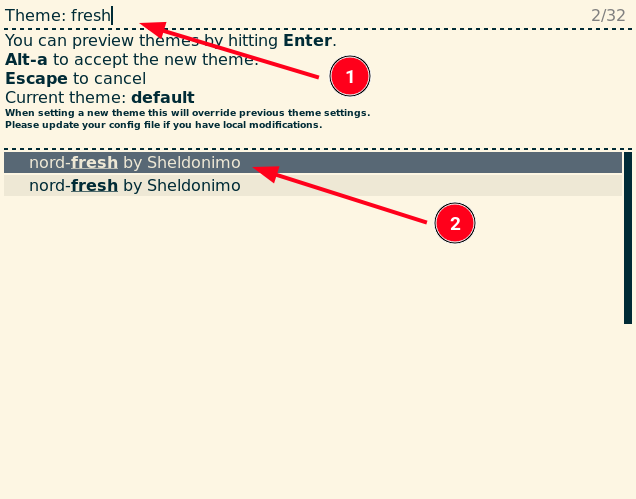 Theme: fresh 2/32
You can preview themes by hitting Enter.
Alt-a to accept the new theme.
Escape to cancel
Current theme: default
When setting a new theme this will override previous theme settings.
Please update your config file if you have local modifications.
1
nord-fresh by Sheldonimo
nord-fresh by Sheldonimo
2